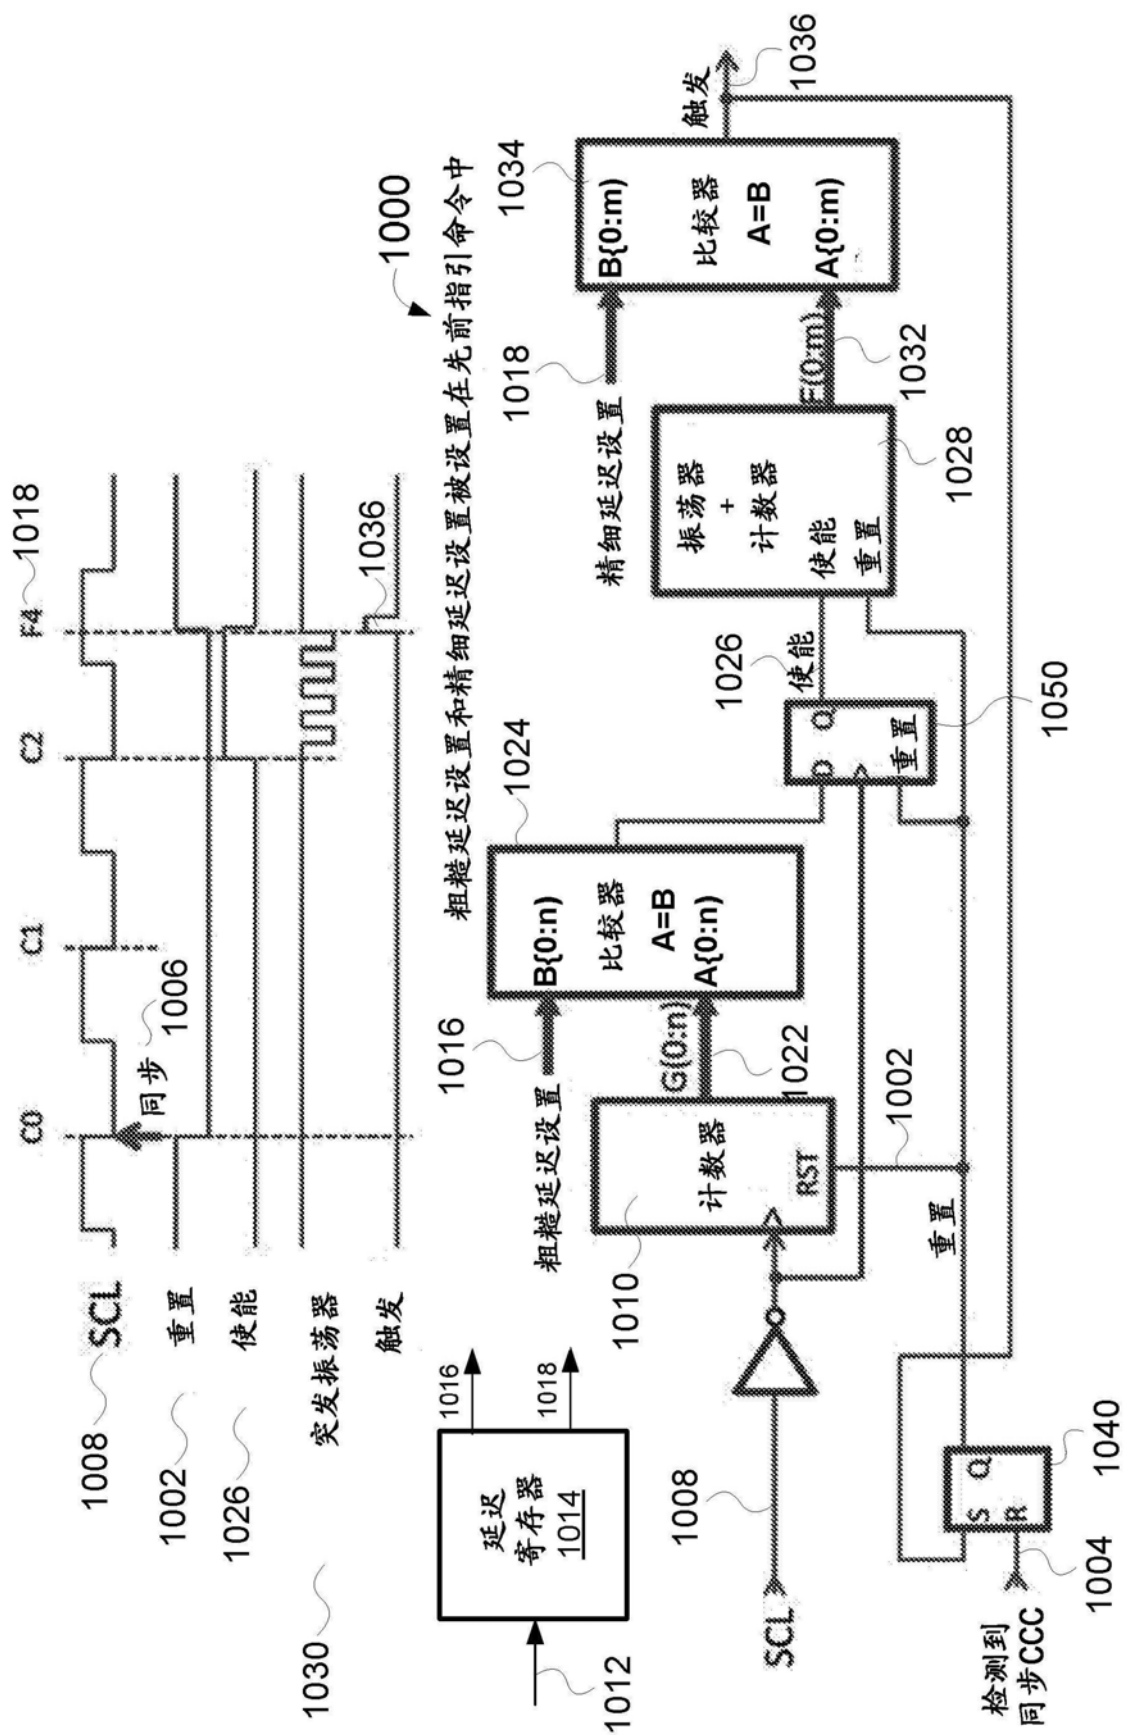 C0
C1
C2
F4
1018
1008
SCL
同步
1006
1002
重置
1026
使能
1030
突发振荡器
触发
1036
1000
粗糙延迟设置和精细延迟设置被设置在先前指引命令中
1012
延迟
寄存器
1014
1016
1018
1016
粗糙延迟设置
1024
B{0:n)
比较器
A=B
A{0:n)
G(0:n)
1022
1010
计数器
RST
1002
1008
SCL
1026
使能
D
Q
重置
1050
1018
精细延迟设置
振荡器
+
计数器
使能
重置
1028
F(0:m)
1032
1034
B{0:m)
比较器
A=B
A{0:m)
触发
1036
重置
S
Q
R
1040
1004
检测到
同步CCC